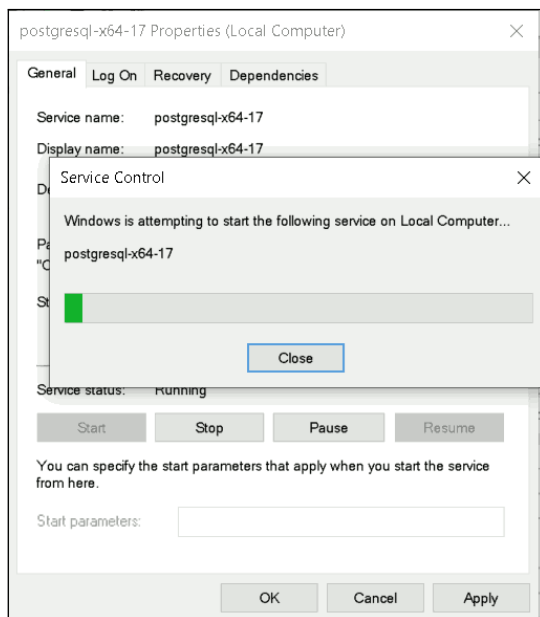 postgresql-x64-17 Properties (Local Computer)
General Log On Recovery Dependencies
Service name: postgresql-x64-17
Display name: postgresql-x64-17
Service Control
Windows is attempting to start the following service on Local Computer...
postgresql-x64-17
Close
Service status: Running
Start Stop Pause Resume
You can specify the start parameters that apply when you start the service
from here.
Start parameters:
OK Cancel Apply